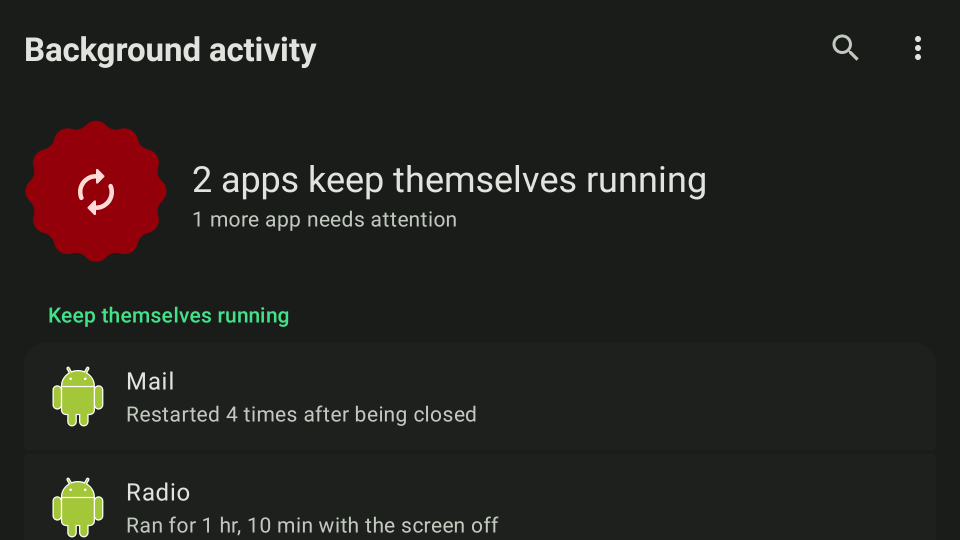 Background activity
2 apps keep themselves running
1 more app needs attention
Keep themselves running
Mail
Restarted 4 times after being closed
Radio
Ran for 1 hr, 10 min with the screen off